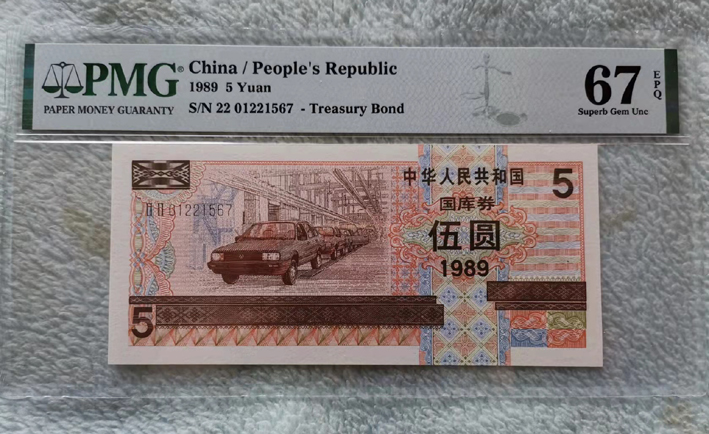 PMG
PAPER MONEY GUARANTY
China / People's Republic
1989 5 Yuan
S/N 22 01221567 - Treasury Bond
67
EPQ
Superb Gem Unc
中华人民共和国
5
国库券
伍圆
1989
ⅡⅡ01221567
5